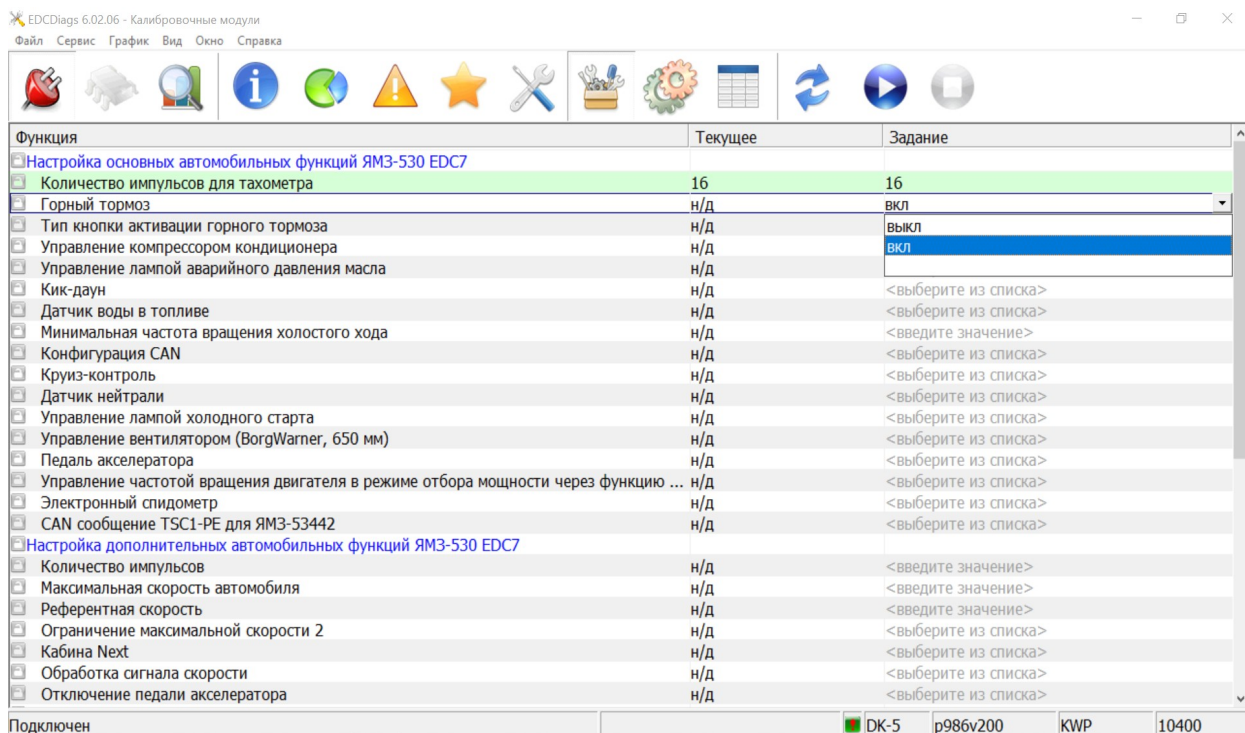 EDCDiags 6.02.06 - Калибровочные модули
Файл Сервис График Вид Окно Справка
Функция Текущее Задание
Настройка основных автомобильных функций ЯМЗ-530 EDC7
Количество импульсов для тахометра 16 16
Горный тормоз н/д вкл
Тип кнопки активации горного тормоза н/д выкл
Управление компрессором кондиционера н/д вкл
Управление лампой аварийного давления масла н/д
Кик-даун н/д <выберите из списка>
Датчик воды в топливе н/д <выберите из списка>
Минимальная частота вращения холостого хода н/д <введите значение>
Конфигурация CAN н/д <выберите из списка>
Круиз-контроль н/д <выберите из списка>
Датчик нейтрали н/д <выберите из списка>
Управление лампой холодного старта н/д <выберите из списка>
Управление вентилятором (BorgWarner, 650 мм) н/д <выберите из списка>
Педаль акселератора н/д <выберите из списка>
Управление частотой вращения двигателя в режиме отбора мощности через функцию ... н/д <выберите из списка>
Электронный спидометр н/д <выберите из списка>
CAN сообщение TSC1-PE для ЯМЗ-53442 н/д <выберите из списка>
Настройка дополнительных автомобильных функций ЯМЗ-530 EDC7
Количество импульсов н/д <введите значение>
Максимальная скорость автомобиля н/д <введите значение>
Референтная скорость н/д <введите значение>
Ограничение максимальной скорости 2 н/д <выберите из списка>
Кабина Next н/д <выберите из списка>
Обработка сигнала скорости н/д <выберите из списка>
Отключение педали акселератора н/д <выберите из списка>
Подключен DK-5 p986v200 KWP 10400